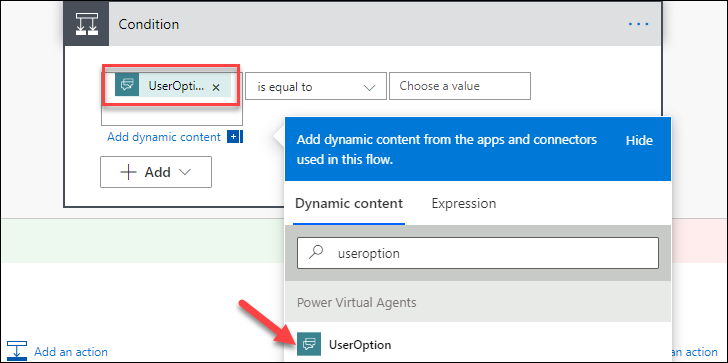 Condition
UserOpti... x
is equal to
Choose a value
Add dynamic content
Add dynamic content from the apps and connectors
used in this flow.
Hide
Add
Dynamic content
Expression
useroption
Power Virtual Agents
UserOption
Add an action
an action